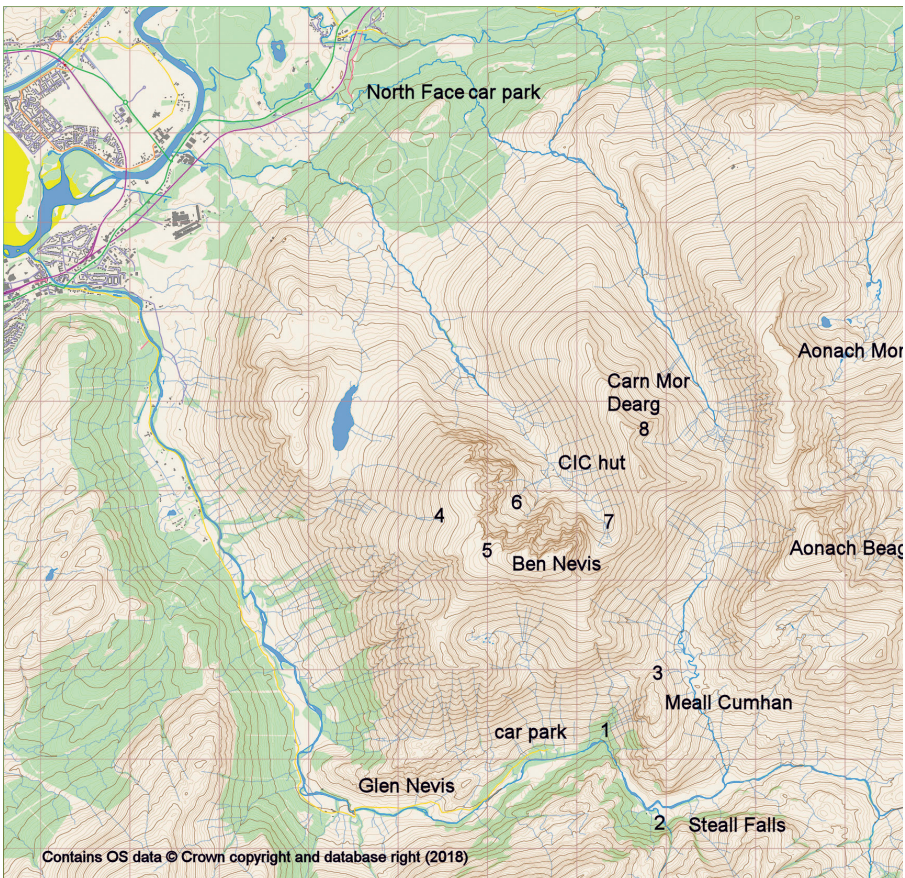 North Face car park
Aonach Mor
Carn Mor
Dearg
8
CIC hut
6
4
7
5
Aonach Beag
Ben Nevis
3
Meall Cumhan
car park
1
Glen Nevis
2
Steall Falls
Contains OS data © Crown copyright and database right (2018)